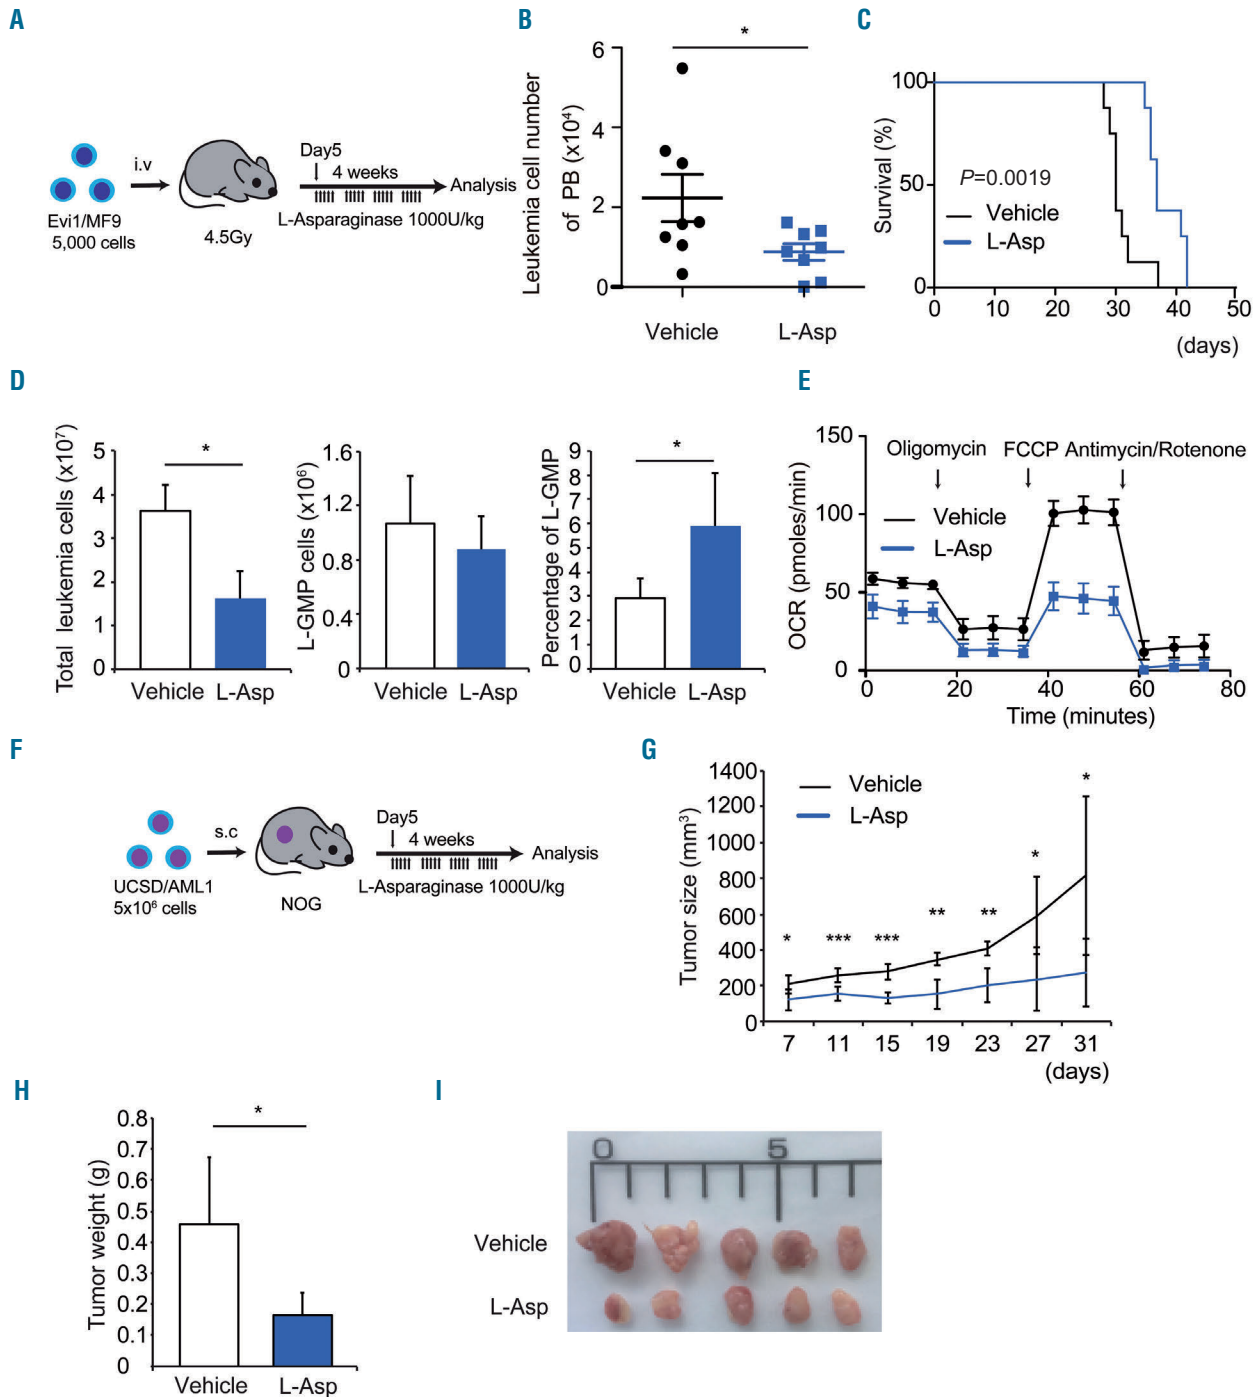 A
Evi1/MF9
5,000 cells
i.v
4.5Gy
Day5
4 weeks
L-Asparaginase 1000U/kg
Analysis
B
Leukemia cell number
of PB (x10⁴)
6
4
2
0
*
Vehicle
L-Asp
C
Survival (%)
100
50
0
P=0.0019
Vehicle
L-Asp
0 10 20 30 40 50
(days)
D
Total leukemia cells (x10⁷)
5
4
3
2
1
0
*
Vehicle L-Asp
L-GMP cells (x10⁶)
1.6
1.2
0.8
0.4
0
Vehicle L-Asp
Percentage of L-GMP
9
8
7
6
5
4
3
2
1
0
*
Vehicle L-Asp
E
OCR (pmoles/min)
150
100
50
0
Oligomycin FCCP Antimycin/Rotenone
Vehicle
L-Asp
0 20 40 60 80
Time (minutes)
F
UCSD/AML1
5x10⁶ cells
s.c
NOG
Day5
4 weeks
L-Asparaginase 1000U/kg
Analysis
G
Tumor size (mm³)
1400
1200
1000
800
600
400
200
0
Vehicle
L-Asp
* *** *** ** ** * *
7 11 15 19 23 27 31
(days)
H
Tumor weight (g)
0.8
0.7
0.6
0.5
0.4
0.3
0.2
0.1
0
*
Vehicle L-Asp
I
0 5
Vehicle
L-Asp